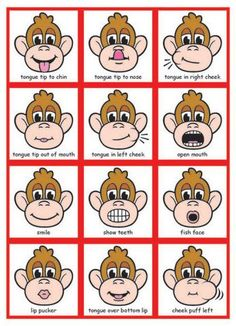 tongue tip to chin
tongue tip to nose
tongue in right cheek
tongue tip out of mouth
tongue in left cheek
open mouth
smile
show teeth
fish face
lip pucker
tongue over bottom lip
cheek puff left